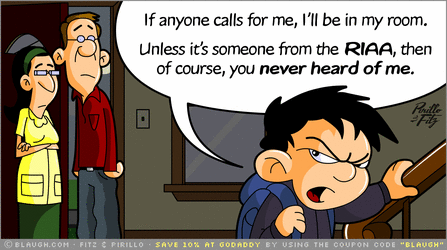 If anyone calls for me, I'll be in my room.
Unless it's someone from the RIAA, then
of course, you never heard of me.
Pirillo
& Fitz
© BLAUGH.COM - FITZ & PIRILLO - SAVE 10% AT GODADDY BY USING THE COUPON CODE "BLAUGH"